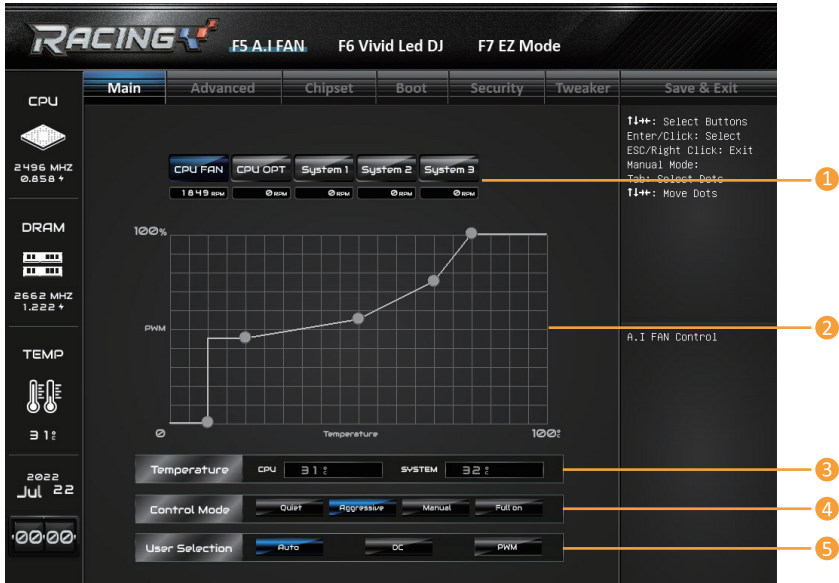 RACING
F5 A.I FAN F6 Vivid Led DJ F7 EZ Mode
Main Advanced Chipset Boot Security Tweaker Save & Exit
CPU
2496 MHZ
0.858 ϟ
DRAM
2662 MHZ
1.222 ϟ
TEMP
31°C
2022
Jul 22
00:00
CPU FAN CPU OPT System 1 System 2 System 3
1849 RPM 0 RPM 0 RPM 0 RPM 0 RPM
100%
PWM
0 Temperature 100°C
Temperature CPU 31°C SYSTEM 32°C
Control Mode Quiet Aggressive Manual Full on
User Selection Auto DC PWM
↑↓→←: Select Buttons
Enter/Click: Select
ESC/Right Click: Exit
Manual Mode:
Tab: Select Dots
↑↓→←: Move Dots
A.I FAN Control
1
2
3
4
5